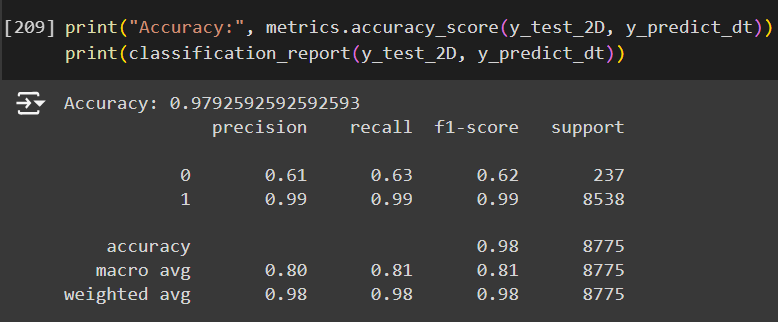 [209] print("Accuracy:", metrics.accuracy_score(y_test_2D, y_predict_dt))
print(classification_report(y_test_2D, y_predict_dt))
Accuracy: 0.9792592592592593
precision recall f1-score support
0 0.61 0.63 0.62 237
1 0.99 0.99 0.99 8538
accuracy 0.98 8775
macro avg 0.80 0.81 0.81 8775
weighted avg 0.98 0.98 0.98 8775